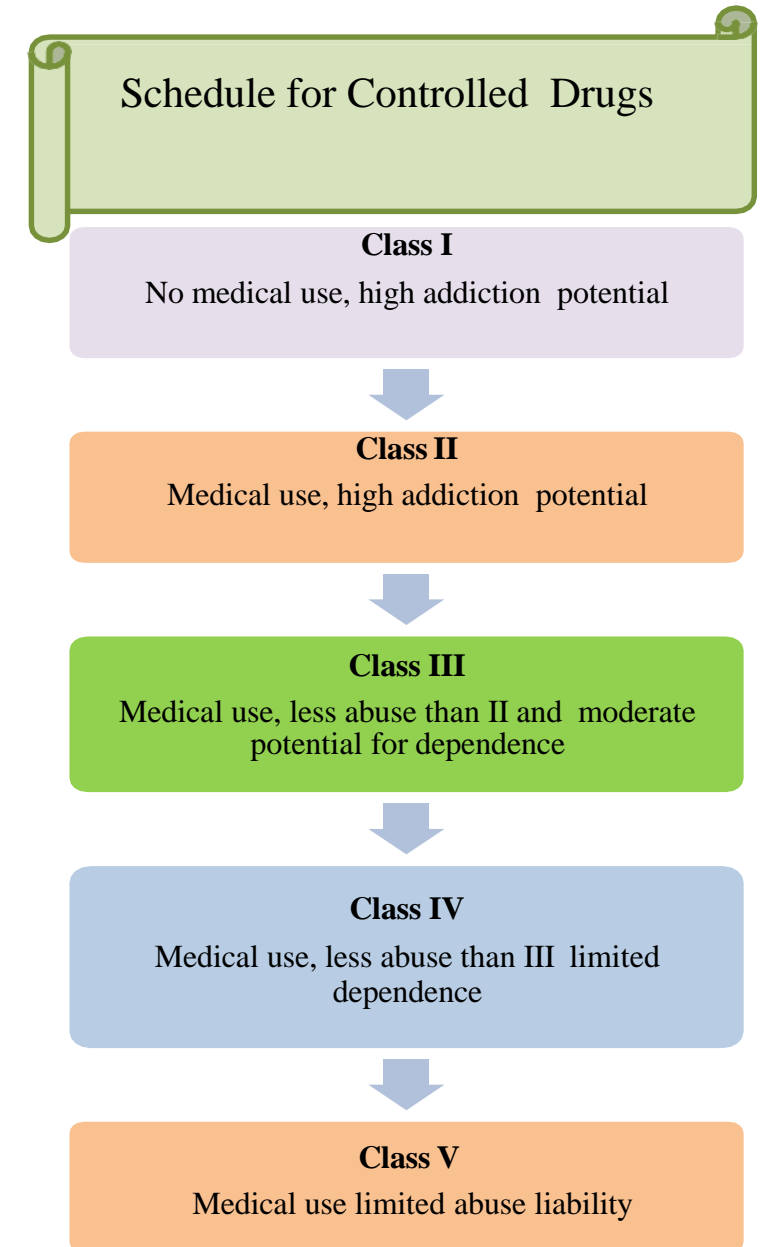 Schedule for Controlled Drugs
Class I
No medical use, high addiction potential
Class II
Medical use, high addiction potential
Class III
Medical use, less abuse than II and moderate
potential for dependence
Class IV
Medical use, less abuse than III limited
dependence
Class V
Medical use limited abuse liability